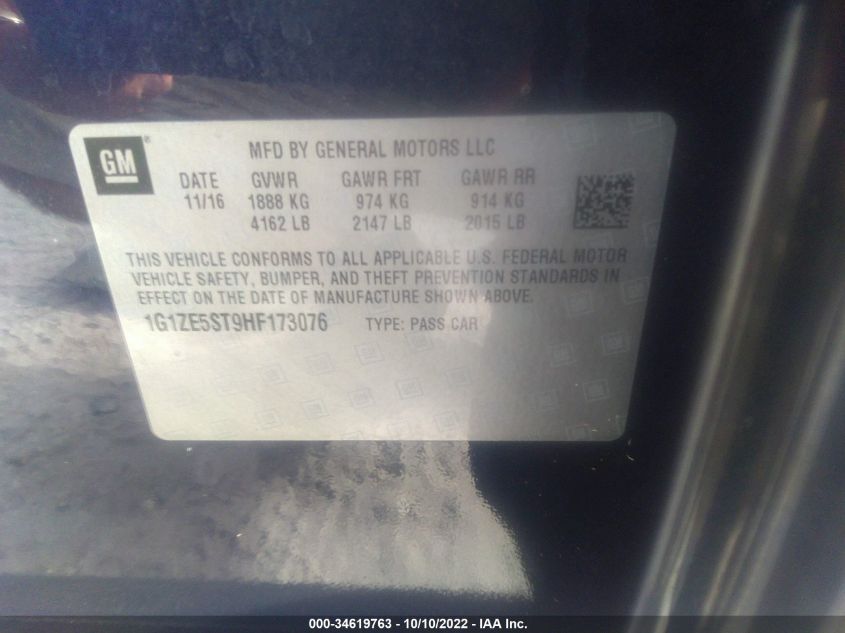 GM®
MFD BY GENERAL MOTORS LLC
DATE GVWR GAWR FRT GAWR RR
11/16 1888 KG 974 KG 914 KG
4162 LB 2147 LB 2015 LB
THIS VEHICLE CONFORMS TO ALL APPLICABLE U.S. FEDERAL MOTOR
VEHICLE SAFETY, BUMPER, AND THEFT PREVENTION STANDARDS IN
EFFECT ON THE DATE OF MANUFACTURE SHOWN ABOVE.
1G1ZE5ST9HF173076 TYPE: PASS CAR
000-34619763 - 10/10/2022 - IAA Inc.